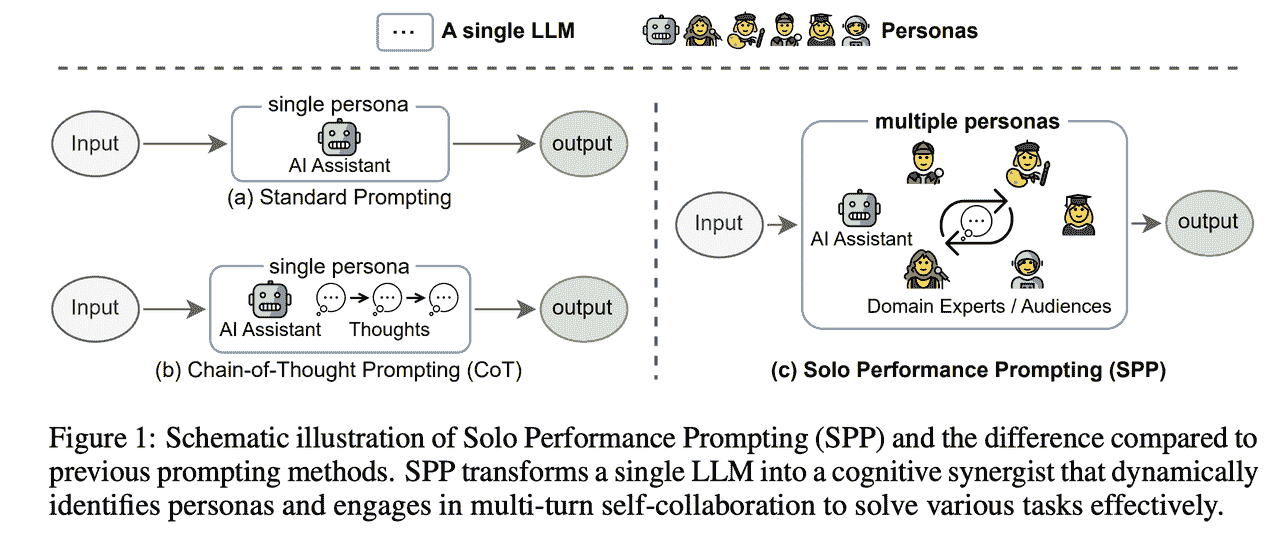 A single LLM
Personas
single persona
Input
AI Assistant
output
(a) Standard Prompting
single persona
Input
AI Assistant
Thoughts
output
(b) Chain-of-Thought Prompting (CoT)
multiple personas
Input
AI Assistant
output
Domain Experts / Audiences
(c) Solo Performance Prompting (SPP)
Figure 1: Schematic illustration of Solo Performance Prompting (SPP) and the difference compared to
previous prompting methods. SPP transforms a single LLM into a cognitive synergist that dynamically
identifies personas and engages in multi-turn self-collaboration to solve various tasks effectively.